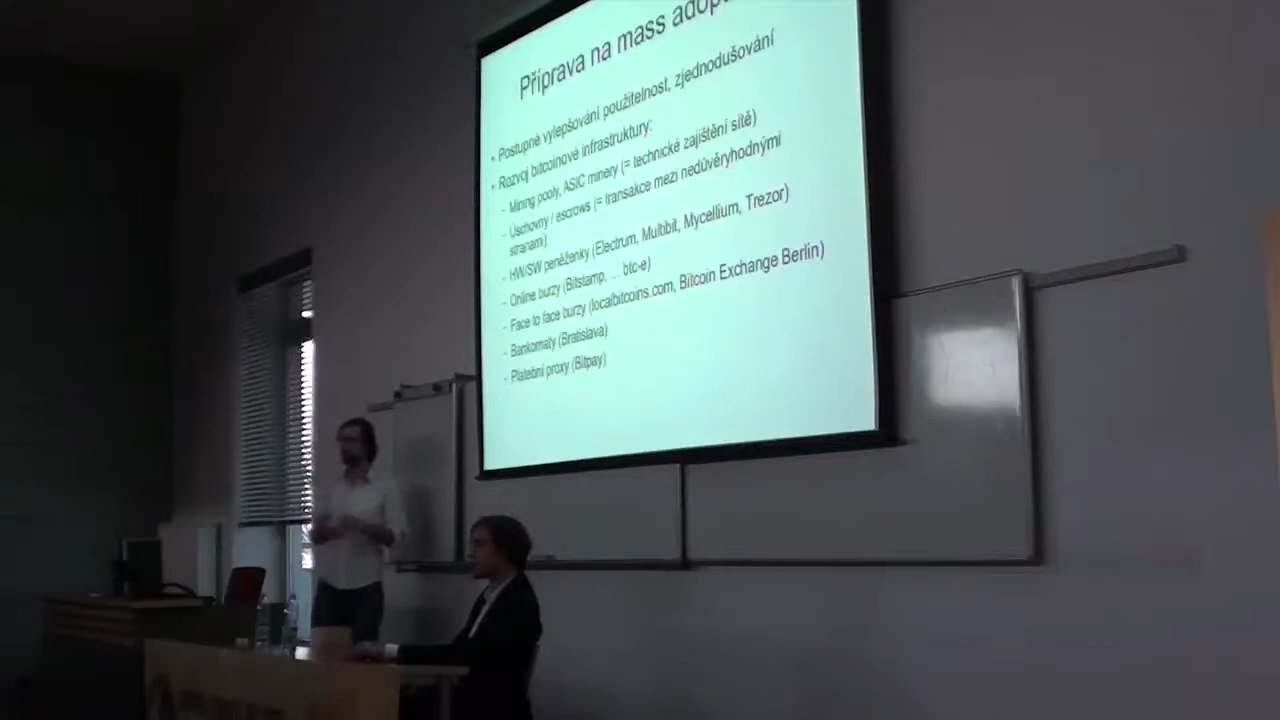 Příprava na mass
• Postupné vylepšování použitelnost, zjednodušování
• Rozvoj bitcoinové infrastruktury:
– Mining pooly, ASIC minery (= technické zajištění sítě)
– Úschovny / escrows (= transakce mezi nedůvěryhodnými
stranami)
– HW/SW peněženky (Electrum, Multibit, Mycellium, Trezor)
– Online burzy (Bitstamp, ... btc-e)
– Face to face burzy (localbitcoins.com, Bitcoin Exchange Berlín)
– Bankomaty (Bratislava)
– Platební proxy (Bitpay)